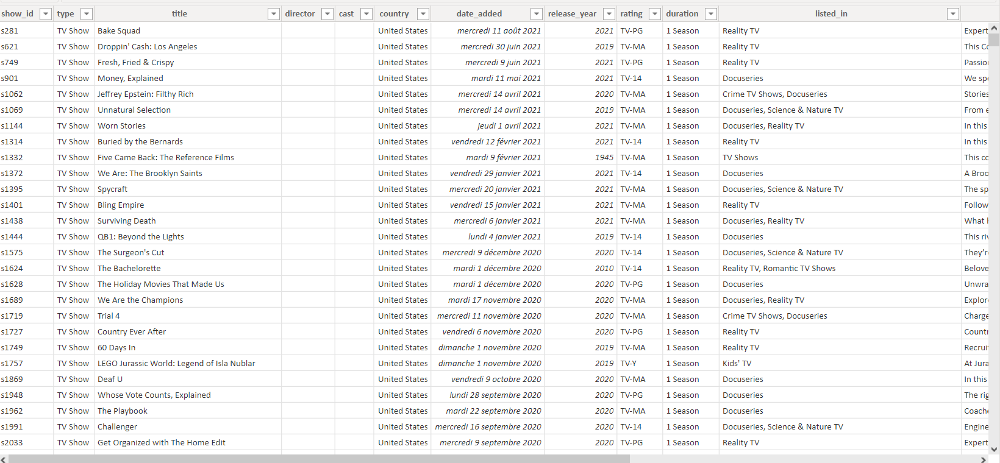 show_id type title director cast country date_added release_year rating duration listed_in
s281 TV Show Bake Squad United States mercredi 11 août 2021 2021 TV-PG 1 Season Reality TV Expert
s621 TV Show Droppin' Cash: Los Angeles United States mercredi 30 juin 2021 2019 TV-MA 1 Season Reality TV This Co
s749 TV Show Fresh, Fried & Crispy United States mercredi 9 juin 2021 2021 TV-PG 1 Season Reality TV Passion
s901 TV Show Money, Explained United States mardi 11 mai 2021 2021 TV-14 1 Season Docuseries We spe
s1062 TV Show Jeffrey Epstein: Filthy Rich United States mercredi 14 avril 2021 2020 TV-MA 1 Season Crime TV Shows, Docuseries Stories
s1069 TV Show Unnatural Selection United States mercredi 14 avril 2021 2019 TV-MA 1 Season Docuseries, Science & Nature TV From e
s1144 TV Show Worn Stories United States jeudi 1 avril 2021 2021 TV-MA 1 Season Docuseries, Reality TV In this
s1314 TV Show Buried by the Bernards United States vendredi 12 février 2021 2021 TV-14 1 Season Reality TV In this
s1332 TV Show Five Came Back: The Reference Films United States mardi 9 février 2021 1945 TV-MA 1 Season TV Shows This co
s1372 TV Show We Are: The Brooklyn Saints United States vendredi 29 janvier 2021 2021 TV-14 1 Season Docuseries A Broo
s1395 TV Show Spycraft United States mercredi 20 janvier 2021 2021 TV-MA 1 Season Docuseries, Science & Nature TV The sp
s1401 TV Show Bling Empire United States vendredi 15 janvier 2021 2021 TV-MA 1 Season Reality TV Follow
s1438 TV Show Surviving Death United States mercredi 6 janvier 2021 2021 TV-MA 1 Season Docuseries, Reality TV What h
s1444 TV Show QB1: Beyond the Lights United States lundi 4 janvier 2021 2019 TV-14 1 Season Docuseries This riv
s1575 TV Show The Surgeon's Cut United States mercredi 9 décembre 2020 2020 TV-14 1 Season Docuseries, Science & Nature TV They're
s1624 TV Show The Bachelorette United States mardi 1 décembre 2020 2010 TV-14 1 Season Reality TV, Romantic TV Shows Belove
s1628 TV Show The Holiday Movies That Made Us United States mardi 1 décembre 2020 2020 TV-PG 1 Season Docuseries Unwra
s1689 TV Show We Are the Champions United States mardi 17 novembre 2020 2020 TV-MA 1 Season Docuseries, Reality TV Explor
s1719 TV Show Trial 4 United States mercredi 11 novembre 2020 2020 TV-MA 1 Season Crime TV Shows, Docuseries Charge
s1727 TV Show Country Ever After United States vendredi 6 novembre 2020 2020 TV-PG 1 Season Reality TV Countr
s1749 TV Show 60 Days In United States dimanche 1 novembre 2020 2019 TV-MA 1 Season Reality TV Recrui
s1757 TV Show LEGO Jurassic World: Legend of Isla Nublar United States dimanche 1 novembre 2020 2019 TV-Y 1 Season Kids' TV At Jura
s1869 TV Show Deaf U United States vendredi 9 octobre 2020 2020 TV-MA 1 Season Docuseries In this
s1948 TV Show Whose Vote Counts, Explained United States lundi 28 septembre 2020 2020 TV-PG 1 Season Docuseries The rig
s1962 TV Show The Playbook United States mardi 22 septembre 2020 2020 TV-MA 1 Season Docuseries Coache
s1991 TV Show Challenger United States mercredi 16 septembre 2020 2020 TV-14 1 Season Docuseries, Science & Nature TV Engine
s2033 TV Show Get Organized with The Home Edit United States mercredi 9 septembre 2020 2020 TV-PG 1 Season Reality TV Expert